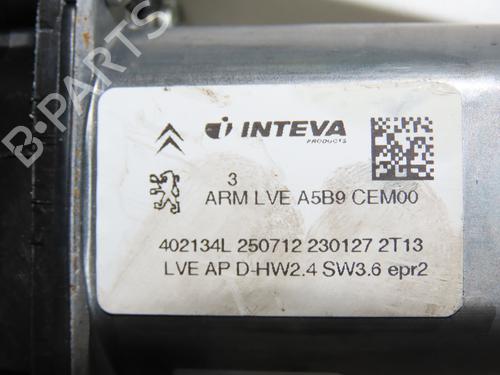 B-PARTS
INTEVA
PRODUCTS
3
ARM LVE A5B9 CEM00
402134L 250712 230127 2T13
LVE AP D-HW2.4 SW3.6 epr2